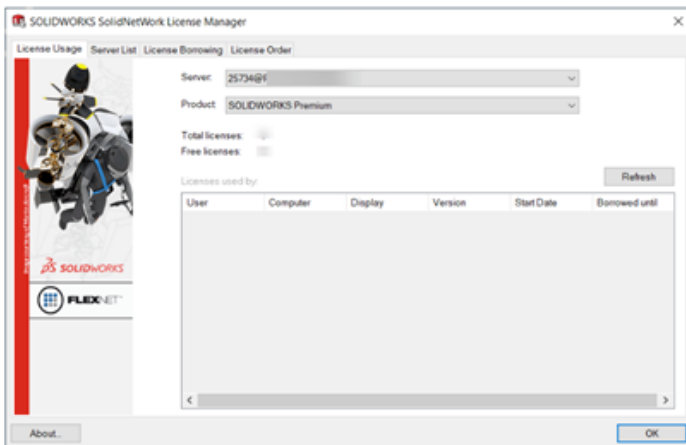 SOLIDWORKS SolidNetWork License Manager
License Usage Server List License Borrowing License Order
Server: 25734@
Product: SOLIDWORKS Premium
Total licenses:
Free licenses:
Licenses used by:
Refresh
User Computer Display Version Start Date Borrowed until
SOLIDWORKS
FLEXNET
About...
OK